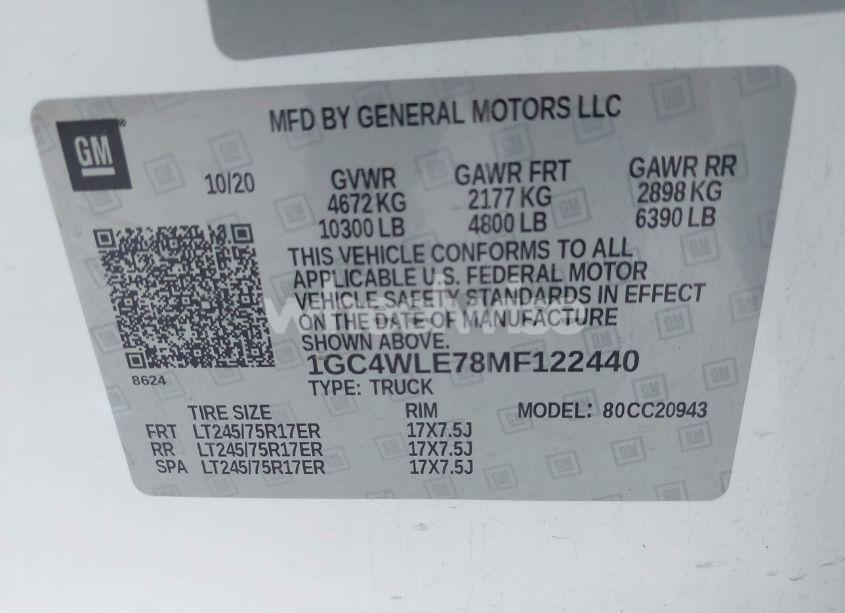 MFD BY GENERAL MOTORS LLC
GM
10/20
GVWR GAWR FRT GAWR RR
4672 KG 2177 KG 2898 KG
10300 LB 4800 LB 6390 LB
THIS VEHICLE CONFORMS TO ALL
APPLICABLE U.S. FEDERAL MOTOR
VEHICLE SAFETY STANDARDS IN EFFECT
ON THE DATE OF MANUFACTURE
SHOWN ABOVE.
1GC4WLE78MF122440
8624
TYPE: TRUCK
TIRE SIZE RIM MODEL: 80CC20943
FRT LT245/75R17ER 17X7.5J
RR LT245/75R17ER 17X7.5J
SPA LT245/75R17ER 17X7.5J